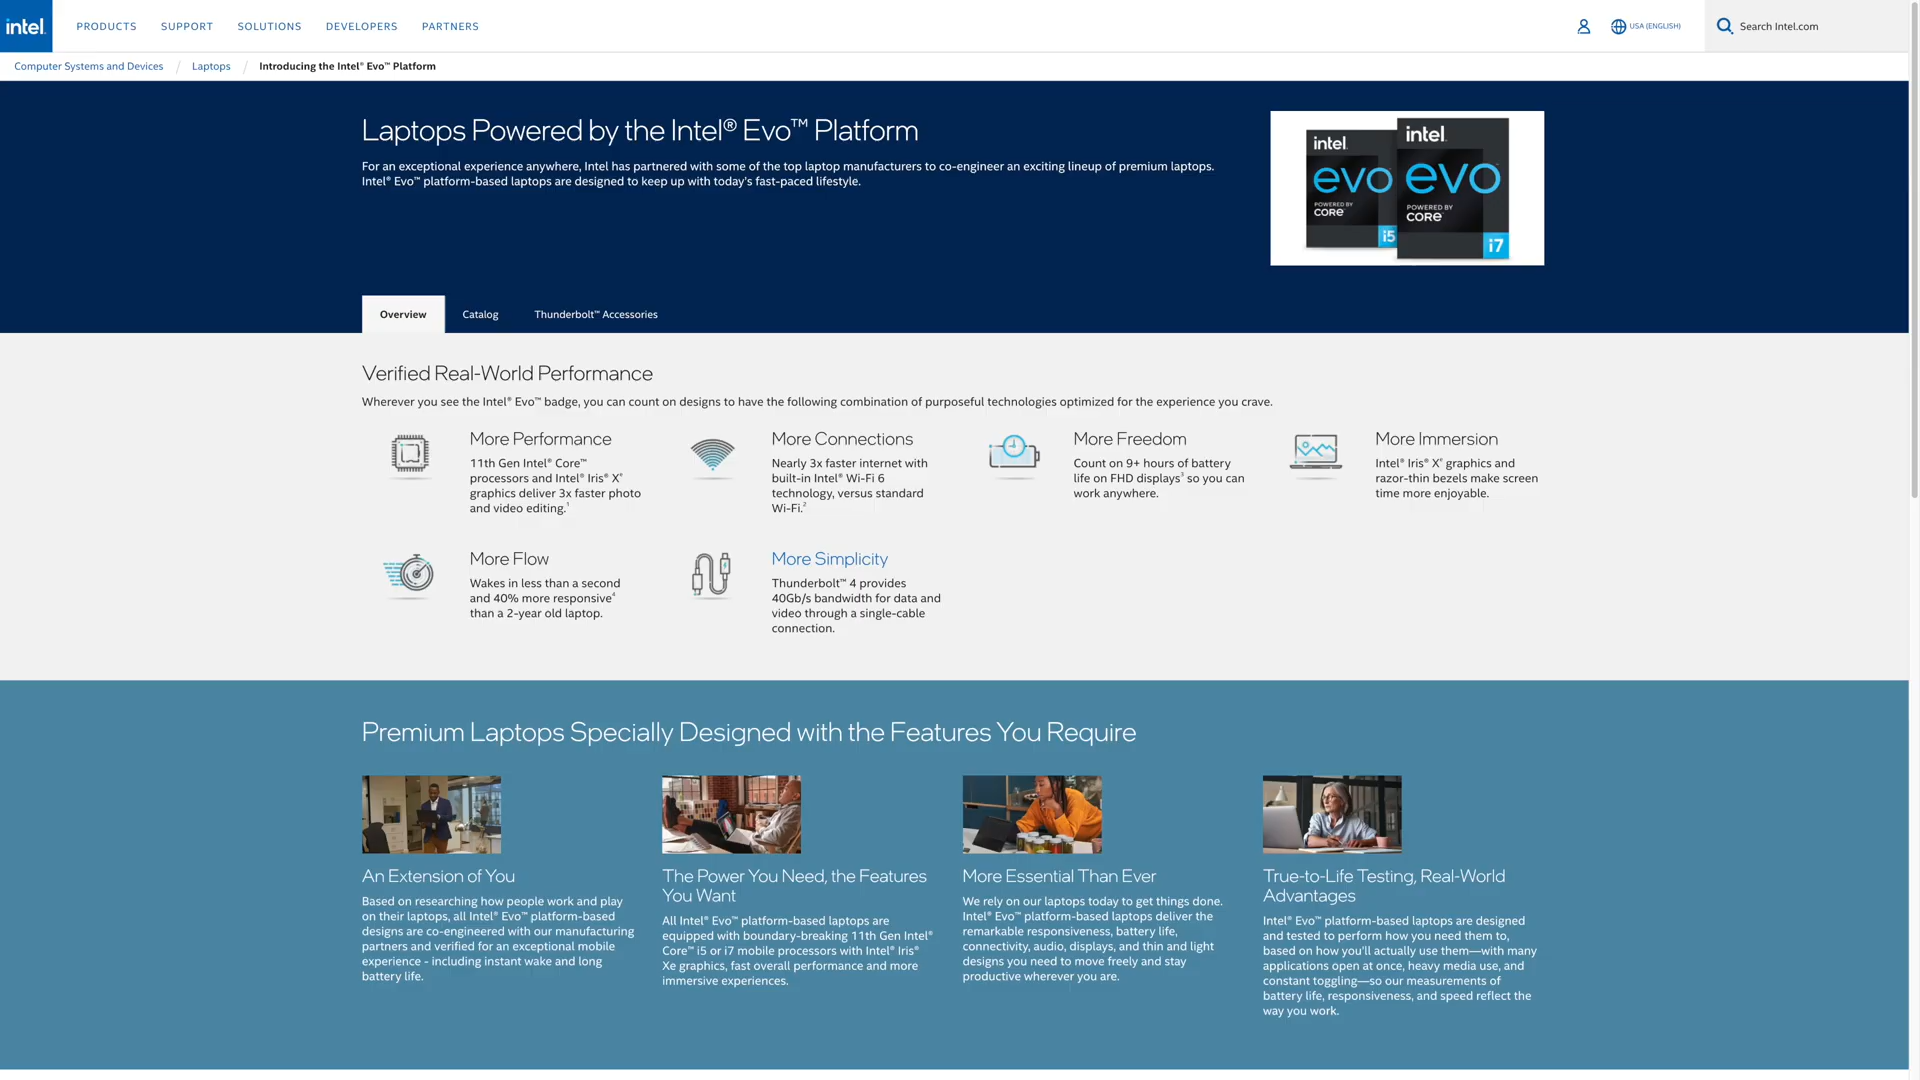 intel.
PRODUCTS
SUPPORT
SOLUTIONS
DEVELOPERS
PARTNERS
USA (ENGLISH)
Search Intel.com
Computer Systems and Devices / Laptops / Introducing the Intel® Evo™ Platform
Laptops Powered by the Intel® Evo™ Platform
For an exceptional experience anywhere, Intel has partnered with some of the top laptop manufacturers to co-engineer an exciting lineup of premium laptops.
Intel® Evo™ platform-based laptops are designed to keep up with today's fast-paced lifestyle.
intel.
evo
POWERED BY
CORE
i5
intel.
evo
POWERED BY
CORE
i7
Overview
Catalog
Thunderbolt™ Accessories
Verified Real-World Performance
Wherever you see the Intel® Evo™ badge, you can count on designs to have the following combination of purposeful technologies optimized for the experience you crave.
More Performance
11th Gen Intel® Core™
processors and Intel® Iris® Xᵉ
graphics deliver 3x faster photo
and video editing.¹
More Connections
Nearly 3x faster internet with
built-in Intel® Wi-Fi 6
technology, versus standard
Wi-Fi.²
More Freedom
Count on 9+ hours of battery
life on FHD displays³ so you can
work anywhere.
More Immersion
Intel® Iris® Xᵉ graphics and
razor-thin bezels make screen
time more enjoyable.
More Flow
Wakes in less than a second
and 40% more responsive⁴
than a 2-year old laptop.
More Simplicity
Thunderbolt™ 4 provides
40Gb/s bandwidth for data and
video through a single-cable
connection.
Premium Laptops Specially Designed with the Features You Require
An Extension of You
Based on researching how people work and play
on their laptops, all Intel® Evo™ platform-based
designs are co-engineered with our manufacturing
partners and verified for an exceptional mobile
experience - including instant wake and long
battery life.
The Power You Need, the Features
You Want
All Intel® Evo™ platform-based laptops are
equipped with boundary-breaking 11th Gen Intel®
Core™ i5 or i7 mobile processors with Intel® Iris®
Xe graphics, fast overall performance and more
immersive experiences.
More Essential Than Ever
We rely on our laptops today to get things done.
Intel® Evo™ platform-based laptops deliver the
remarkable responsiveness, battery life,
connectivity, audio, displays, and thin and light
designs you need to move freely and stay
productive wherever you are.
True-to-Life Testing, Real-World
Advantages
Intel® Evo™ platform-based laptops are designed
and tested to perform how you need them to,
based on how you'll actually use them—with many
applications open at once, heavy media use, and
constant toggling—so our measurements of
battery life, responsiveness, and speed reflect the
way you work.